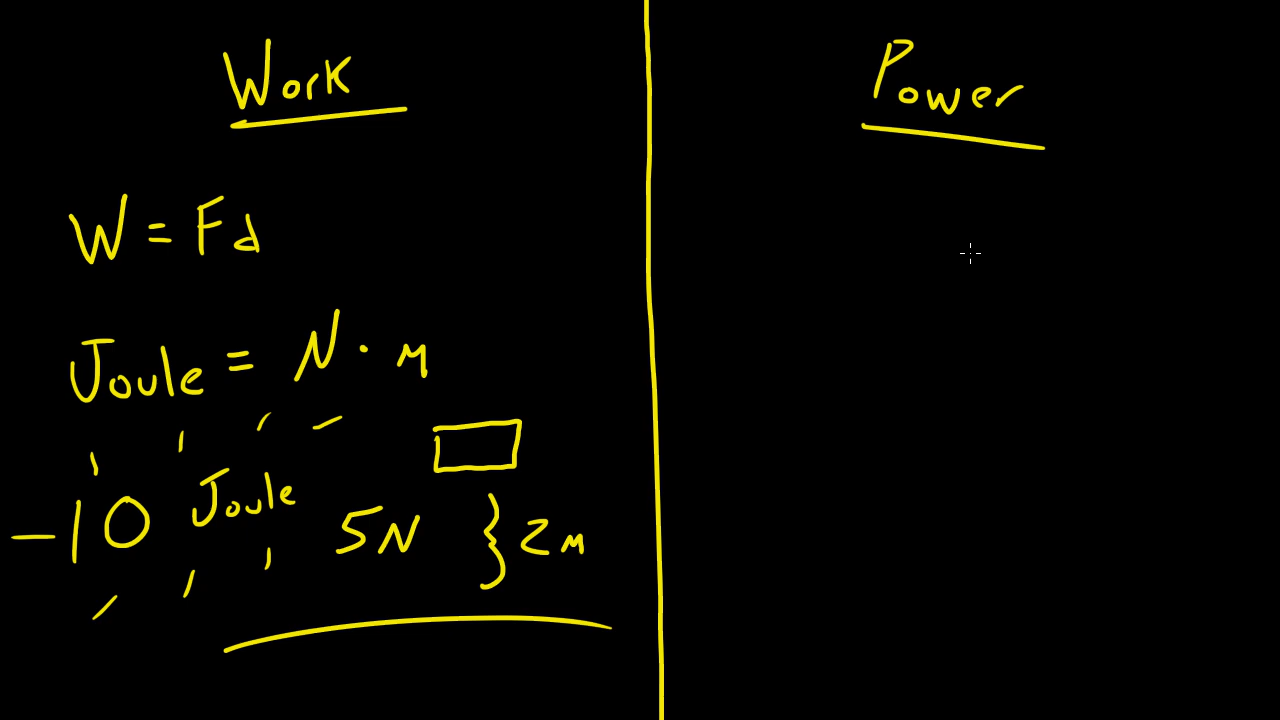 Work
W = Fd
Joule = N · m
-10 Joule
5N } 2m
Power